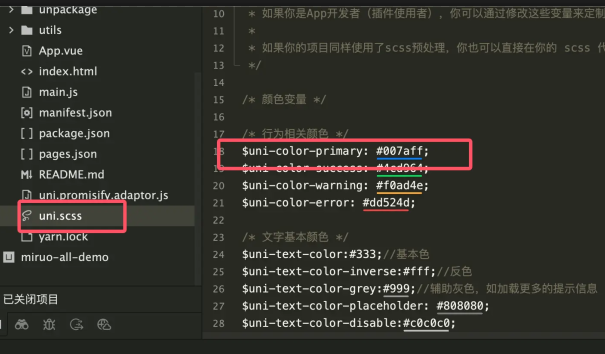 unpackage
utils
App.vue
index.html
main.js
manifest.json
package.json
pages.json
README.md
uni.promisify.adaptor.js
uni.scss
yarn.lock
miruo-all-demo
已关闭项目
10 * 如果你是App开发者（插件使用者），你可以通过修改这些变量来定制
11 *
12 * 如果你的项目同样使用了scss预处理，你也可以直接在你的 scss 代
13 */
14
15 /* 颜色变量 */
16
17 /* 行为相关颜色 */
18 $uni-color-primary: #007aff;
19 $uni-color-success: #4cd964;
20 $uni-color-warning: #f0ad4e;
21 $uni-color-error: #dd524d;
22
23 /* 文字基本颜色 */
24 $uni-text-color:#333;//基本色
25 $uni-text-color-inverse:#fff;//反色
26 $uni-text-color-grey:#999;//辅助灰色，如加载更多的提示信息
27 $uni-text-color-placeholder: #808080;
28 $uni-text-color-disable:#c0c0c0;